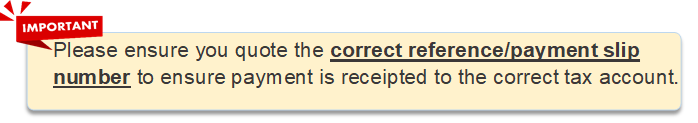 IMPORTANT
Please ensure you quote the correct reference/payment slip
number to ensure payment is receipted to the correct tax account.